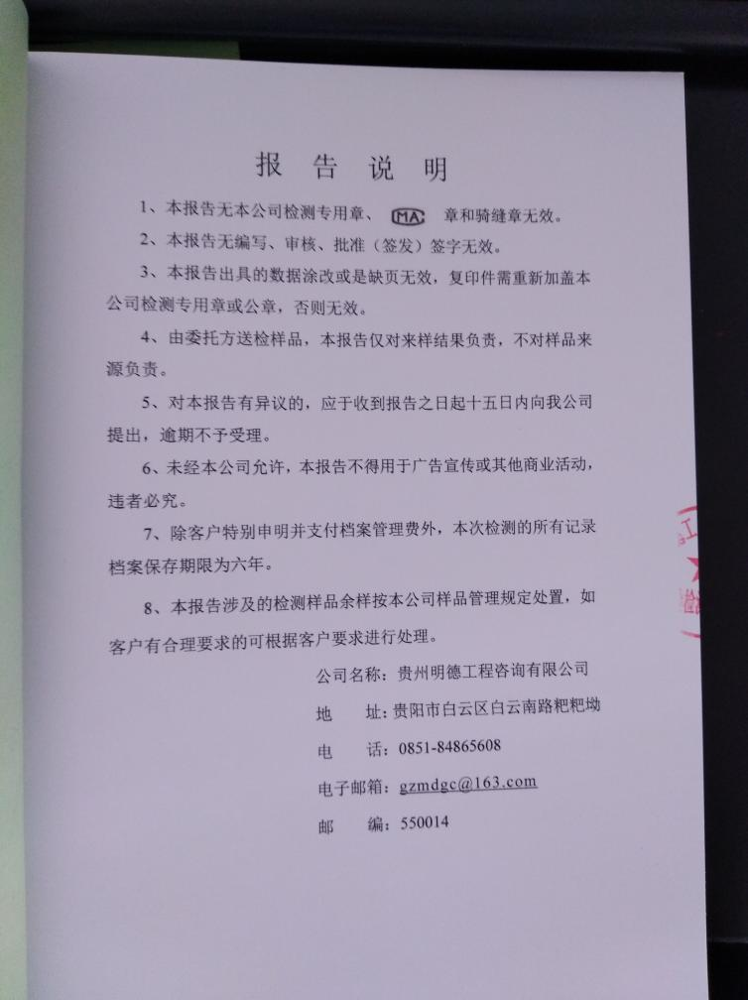 报 告 说 明
1、本报告无本公司检测专用章、 MA 章和骑缝章无效。
2、本报告无编写、审核、批准（签发）签字无效。
3、本报告出具的数据涂改或是缺页无效，复印件需重新加盖本
公司检测专用章或公章，否则无效。
4、由委托方送检样品，本报告仅对来样结果负责，不对样品来
源负责。
5、对本报告有异议的，应于收到报告之日起十五日内向我公司
提出，逾期不予受理。
6、未经本公司允许，本报告不得用于广告宣传或其他商业活动，
违者必究。
7、除客户特别申明并支付档案管理费外，本次检测的所有记录
档案保存期限为六年。
8、本报告涉及的检测样品余样按本公司样品管理规定处置，如
客户有合理要求的可根据客户要求进行处理。
公司名称：贵州明德工程咨询有限公司
地 址：贵阳市白云区白云南路粑粑坳
电 话：0851-84865608
电子邮箱：gzmdgc@163.com
邮 编：550014